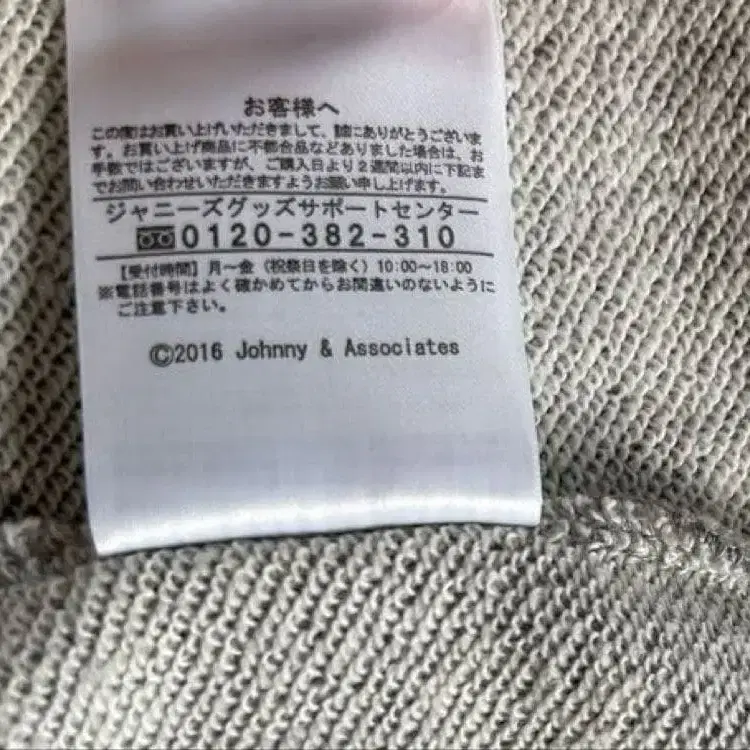 お客様へ
この度はお買い上げいただきまして、誠にありがとうございま
す。お買い上げ商品に不都合品などありました場合は、お
手数ではございますが、ご購入日より2週間以内に下記ま
でお問い合わせいただきますようお願い申し上げます。
ジャニーズグッズサポートセンター
0120-382-310
【受付時間】月〜金（祝祭日を除く）10:00〜18:00
※電話番号はよく確かめてからお間違いのないように
ご注意下さい。
©2016 Johnny & Associates